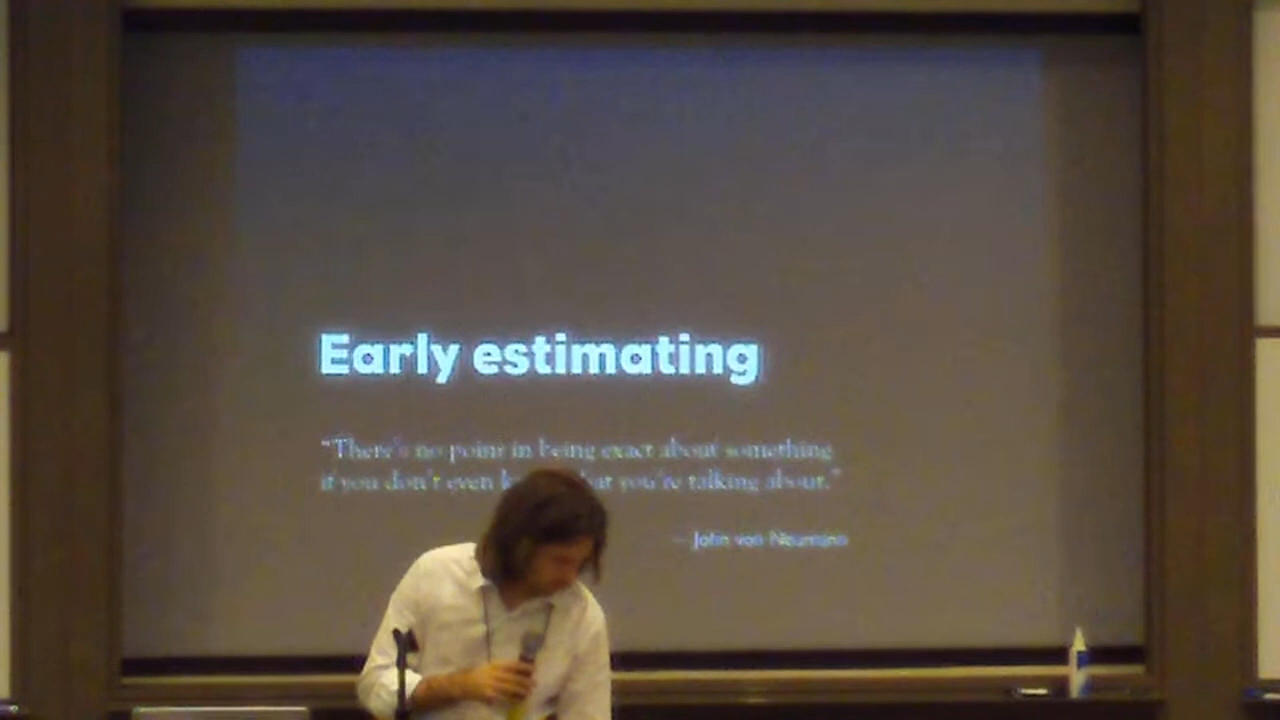 Early estimating
“There's no point in being exact about something
if you don't even you're talking about.”
— John von Neumann